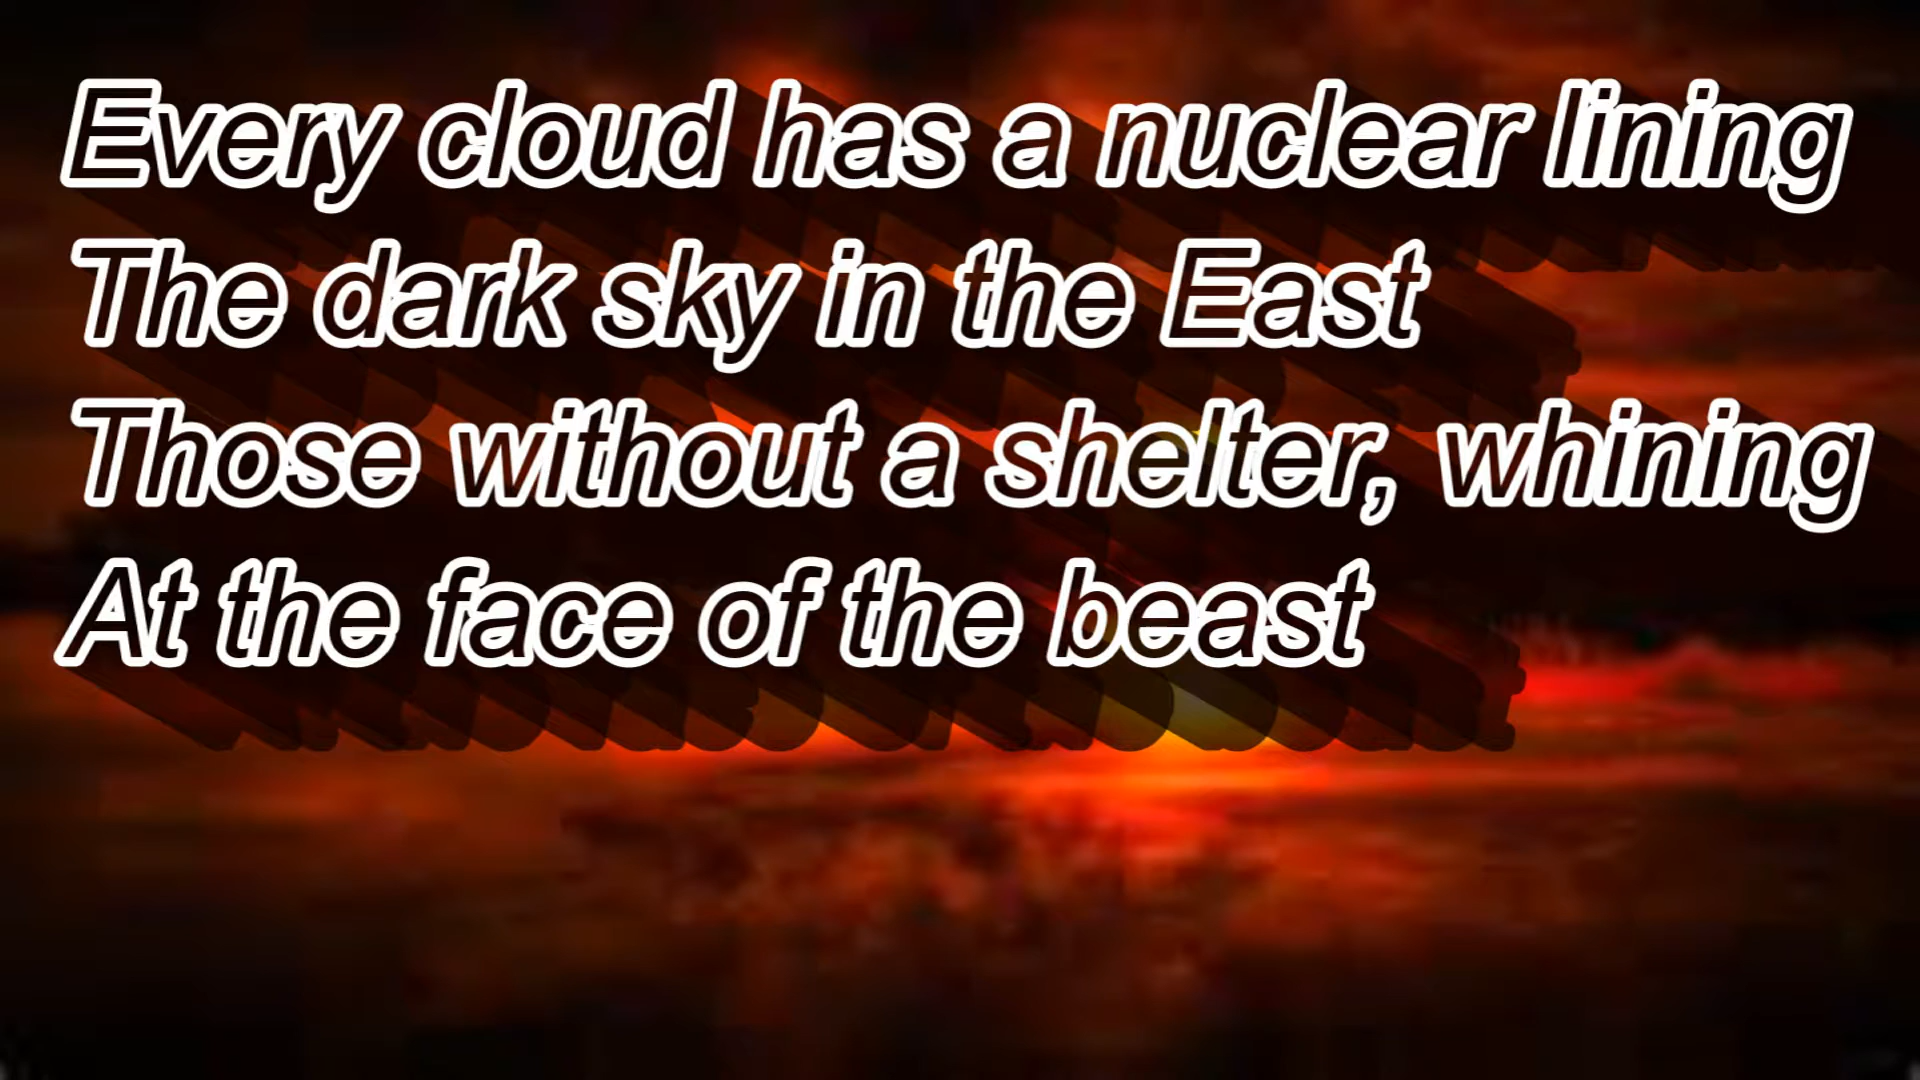 Every cloud has a nuclear lining
The dark sky in the East
Those without a shelter, whining
At the face of the beast